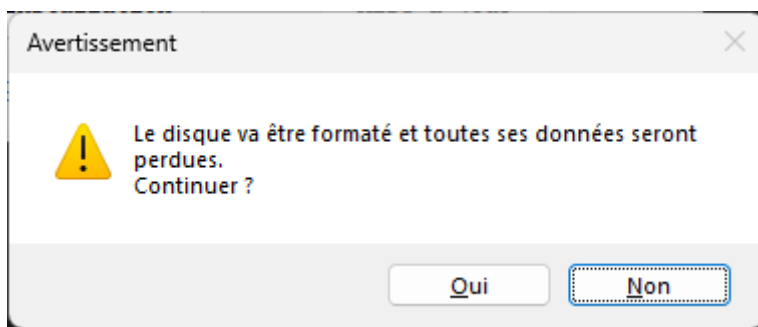 Avertissement
Le disque va être formaté et toutes ses données seront
perdues.
Continuer ?
Oui
Non